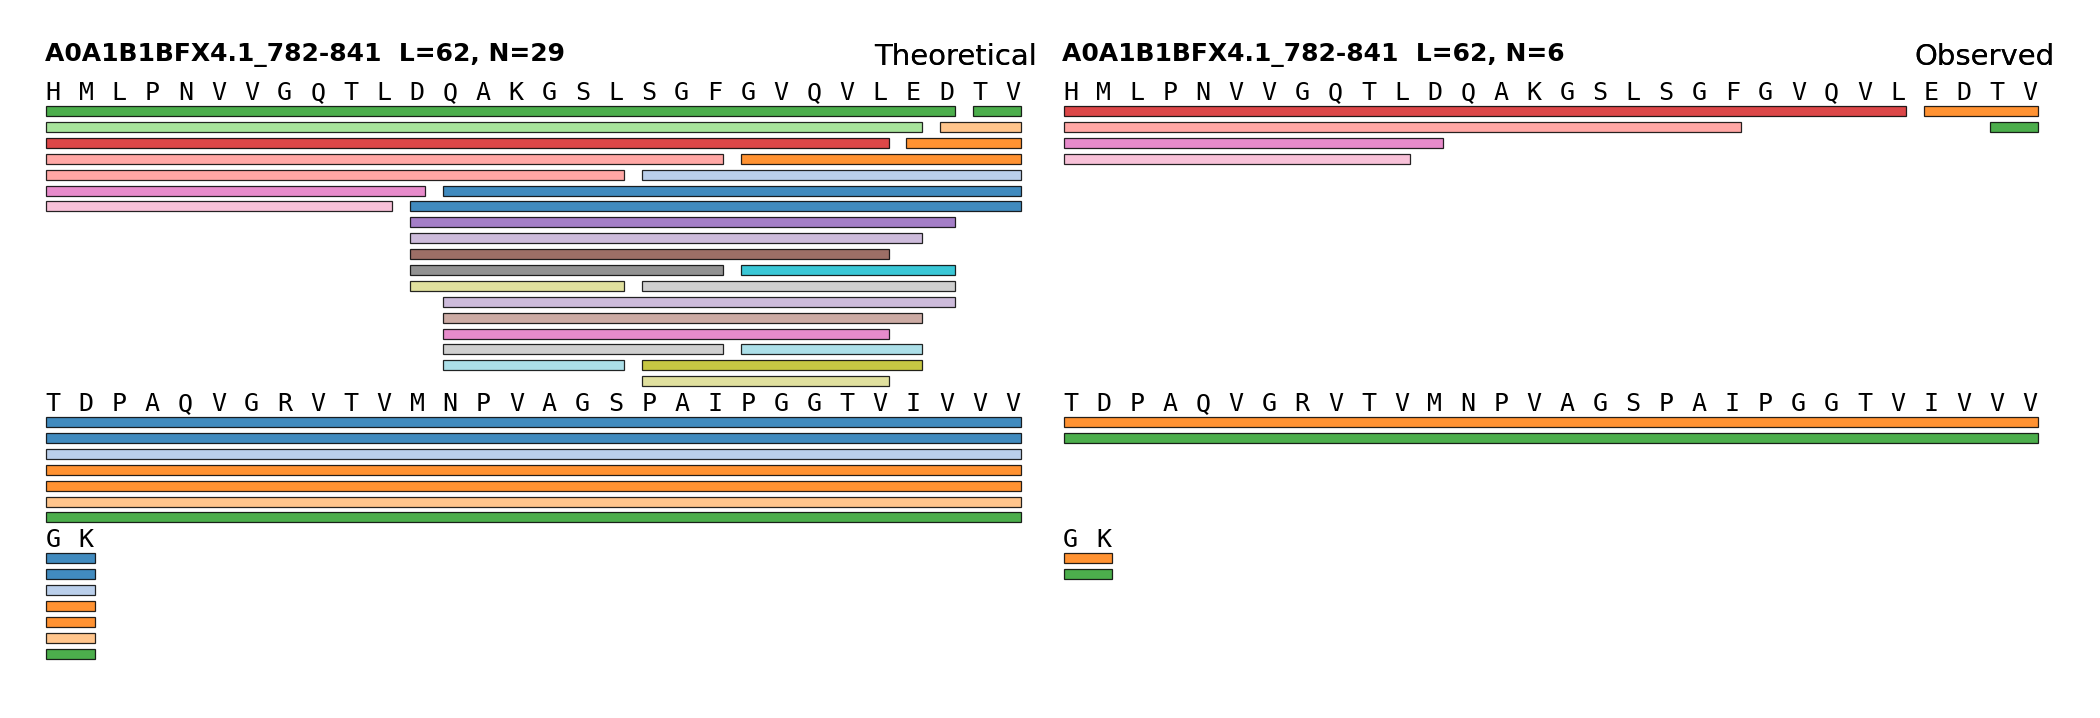 A0A1B1BFX4.1_782-841 L=62, N=29 Theoretical
H M L P N V V G Q T L D Q A K G S L S G F G V Q V L E D T V
T D P A Q V G R V T V M N P V A G S P A I P G G T V I V V V
G K
A0A1B1BFX4.1_782-841 L=62, N=6 Observed
H M L P N V V G Q T L D Q A K G S L S G F G V Q V L E D T V
T D P A Q V G R V T V M N P V A G S P A I P G G T V I V V V
G K